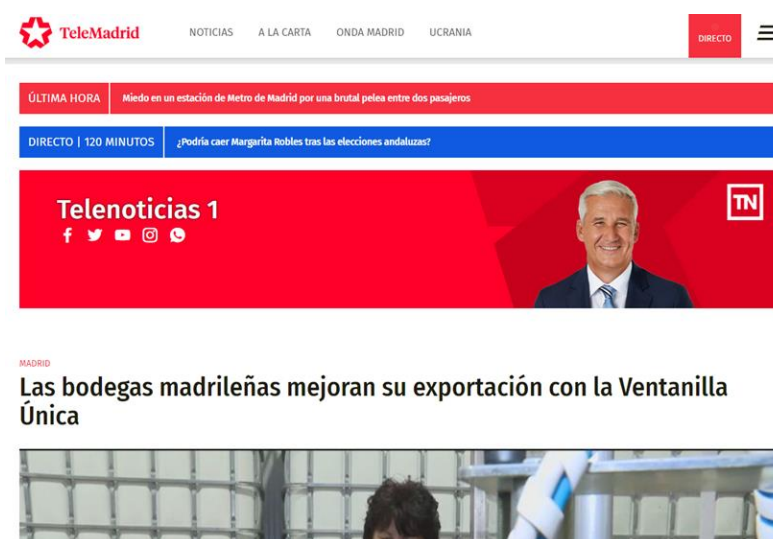 TeleMadrid
NOTICIAS A LA CARTA ONDA MADRID UCRANIA
DIRECTO
ÚLTIMA HORA Miedo en un estación de Metro de Madrid por una brutal pelea entre dos pasajeros
DIRECTO | 120 MINUTOS ¿Podría caer Margarita Robles tras las elecciones andaluzas?
Telenoticias 1
TN
MADRID
Las bodegas madrileñas mejoran su exportación con la Ventanilla
Única